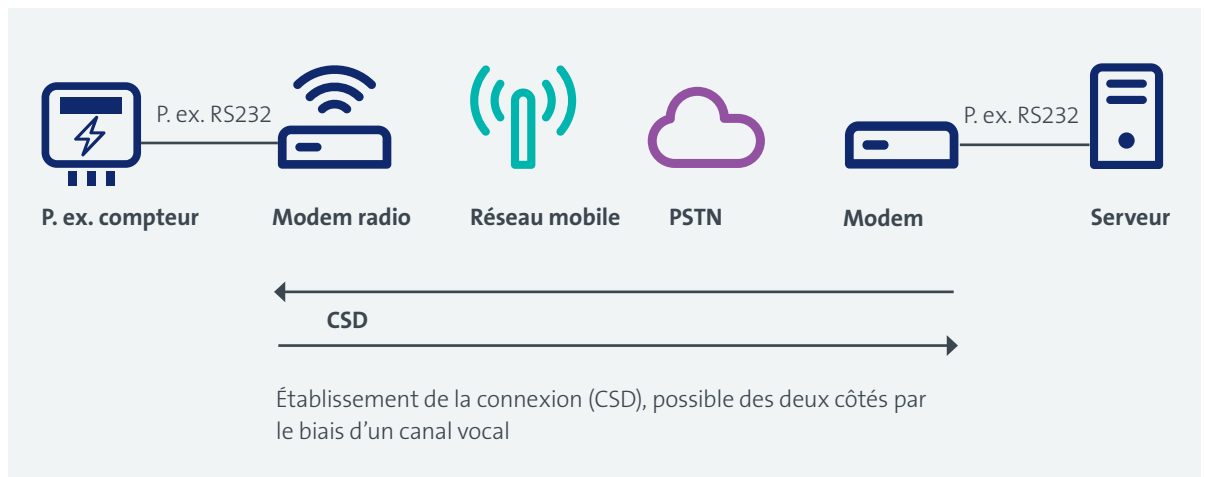 P. ex. RS232
P. ex. RS232
P. ex. compteur
Modem radio
Réseau mobile
PSTN
Modem
Serveur
CSD
Établissement de la connexion (CSD), possible des deux côtés par
le biais d’un canal vocal